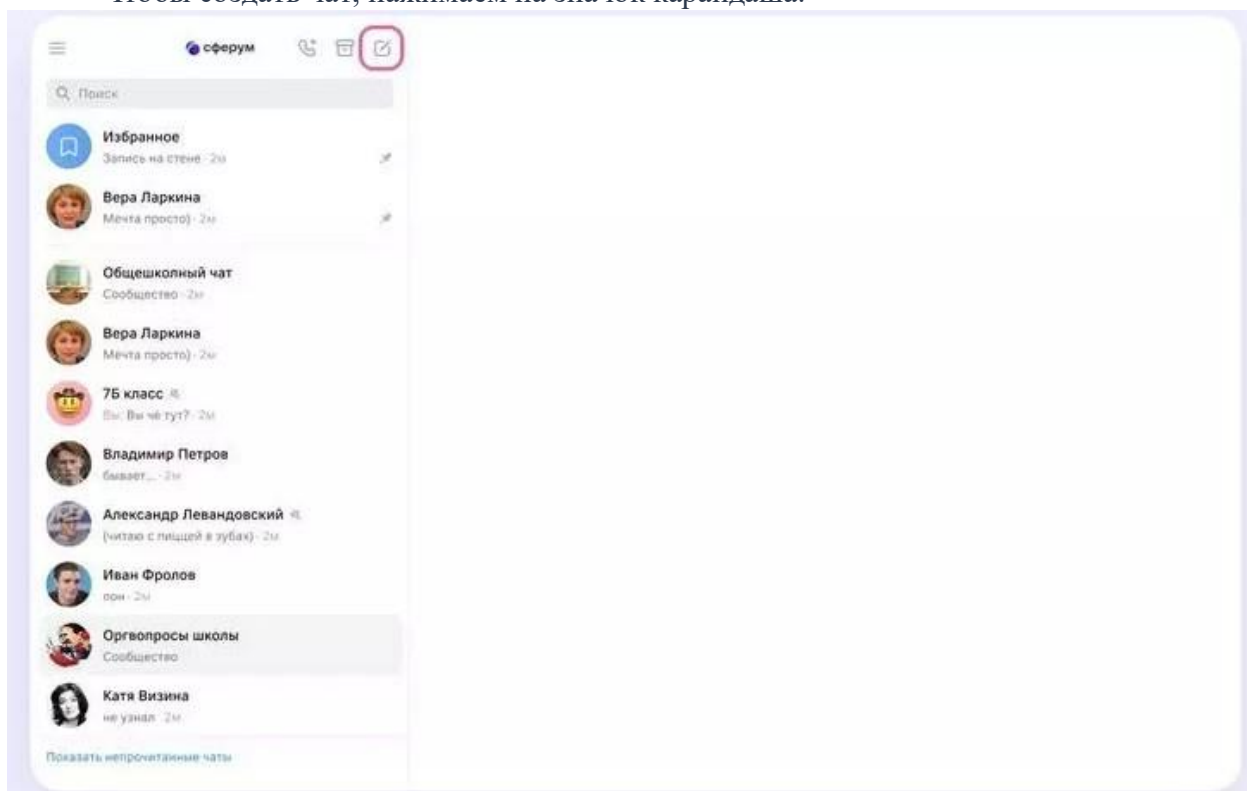 Чтобы создать чат, нажимаем на значок карандаша.
сферум
Поиск
Избранное
Запись на стене · 2м
Вера Ларкина
Мечта просто) · 2м
Общешколный чат
Сообщество · 2м
Вера Ларкина
Мечта просто) · 2м
7Б класс
Вы: Вы чё тут? · 2м
Владимир Петров
бывает... · 2м
Александр Левандовский
(читаю с пиццей в зубах) · 2м
Иван Фролов
пон · 2м
Оргвопросы школы
Сообщество
Катя Визина
не узнал · 2м
Показать непрочитанные чаты